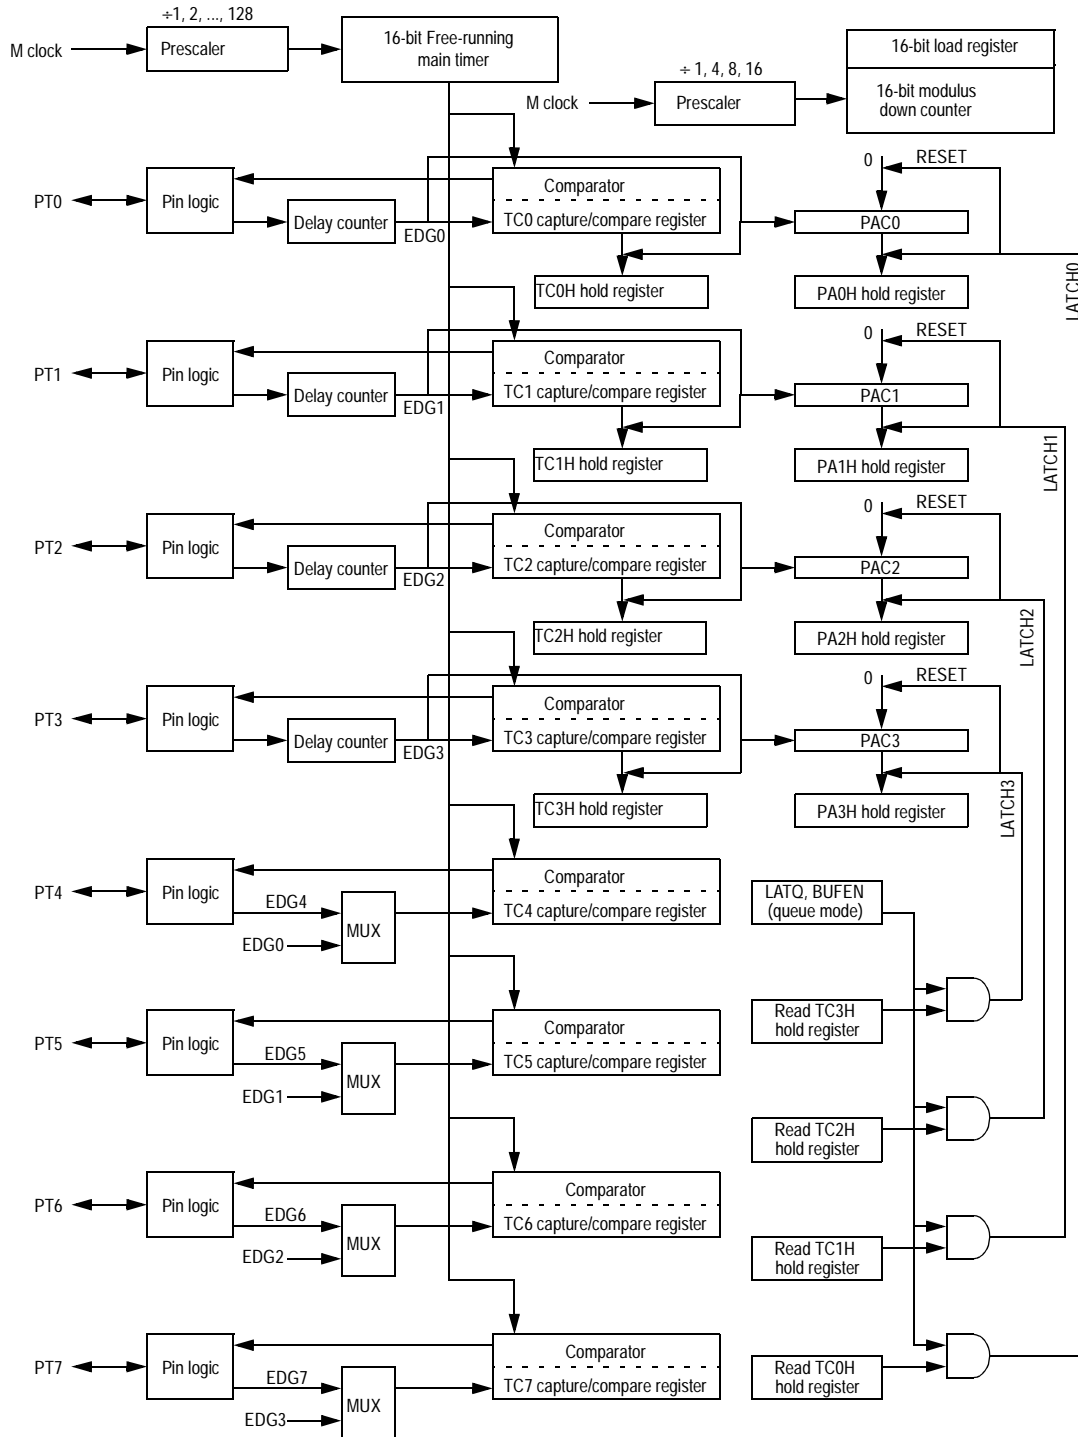 ÷1, 2, ..., 128
M clock
Prescaler
16-bit Free-running
main timer
÷ 1, 4, 8, 16
M clock
Prescaler
16-bit load register
16-bit modulus
down counter
PT0
Pin logic
Delay counter
EDG0
Comparator
TC0 capture/compare register
TC0H hold register
0
RESET
PAC0
PA0H hold register
LATCH0
PT1
Pin logic
Delay counter
EDG1
Comparator
TC1 capture/compare register
TC1H hold register
0
RESET
PAC1
PA1H hold register
LATCH1
PT2
Pin logic
Delay counter
EDG2
Comparator
TC2 capture/compare register
TC2H hold register
0
RESET
PAC2
PA2H hold register
LATCH2
PT3
Pin logic
Delay counter
EDG3
Comparator
TC3 capture/compare register
TC3H hold register
0
RESET
PAC3
PA3H hold register
LATCH3
PT4
Pin logic
EDG4
EDG0
MUX
Comparator
TC4 capture/compare register
LATQ, BUFEN
(queue mode)
PT5
Pin logic
EDG5
EDG1
MUX
Comparator
TC5 capture/compare register
Read TC3H
hold register
Read TC2H
hold register
PT6
Pin logic
EDG6
EDG2
MUX
Comparator
TC6 capture/compare register
Read TC1H
hold register
PT7
Pin logic
EDG7
EDG3
MUX
Comparator
TC7 capture/compare register
Read TC0H
hold register